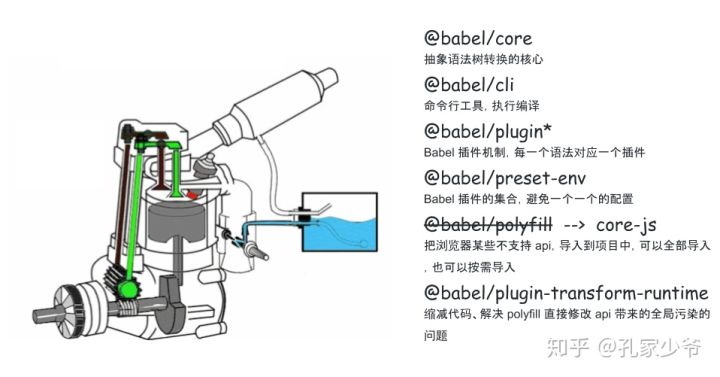 @babel/core
抽象语法树转换的核心
@babel/cli
命令行工具, 执行编译
@babel/plugin*
Babel 插件机制, 每一个语法对应一个插件
@babel/preset-env
Babel 插件的集合, 避免一个一个的配置
@babel/polyfill --> core-js
把浏览器某些不支持 api, 导入到项目中, 可以全部导入
, 也可以按需导入
@babel/plugin-transform-runtime
缩减代码、解决 polyfill 直接修改 api 带来的全局污染的
问题
知乎 @孔家少爷